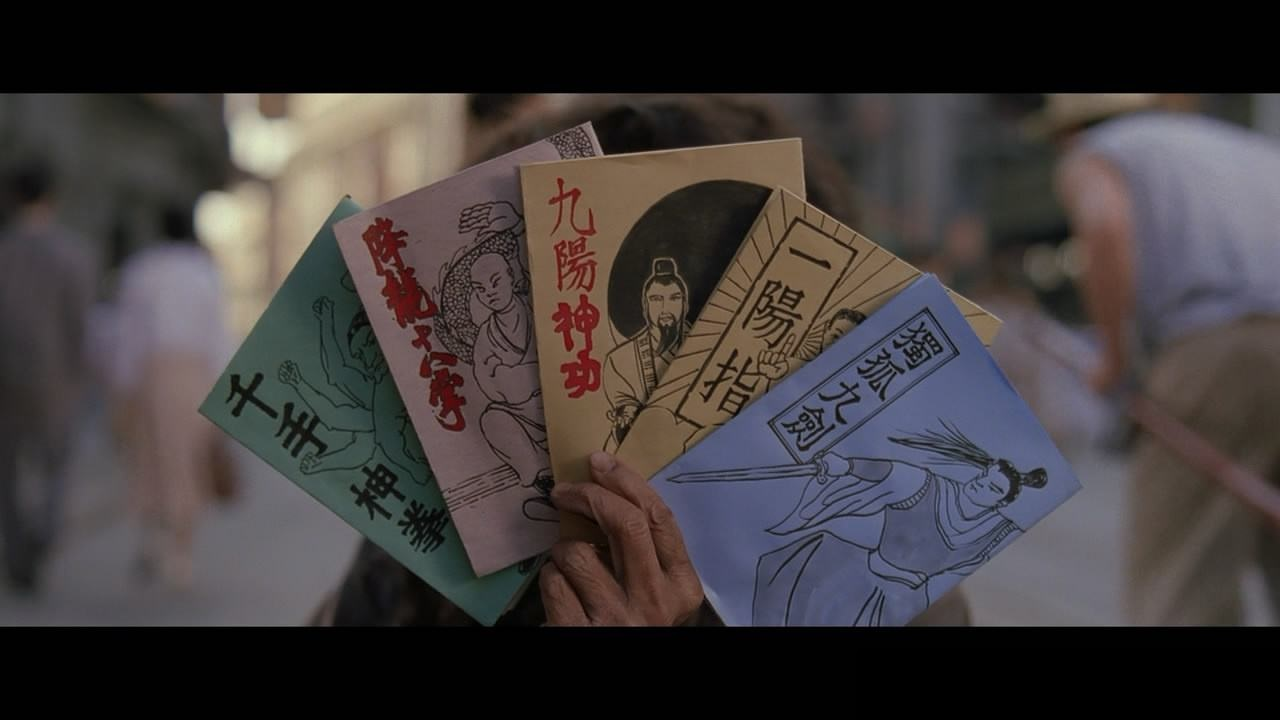 千手神拳
降龍十八掌
九陽神功
一陽指
獨孤九劍